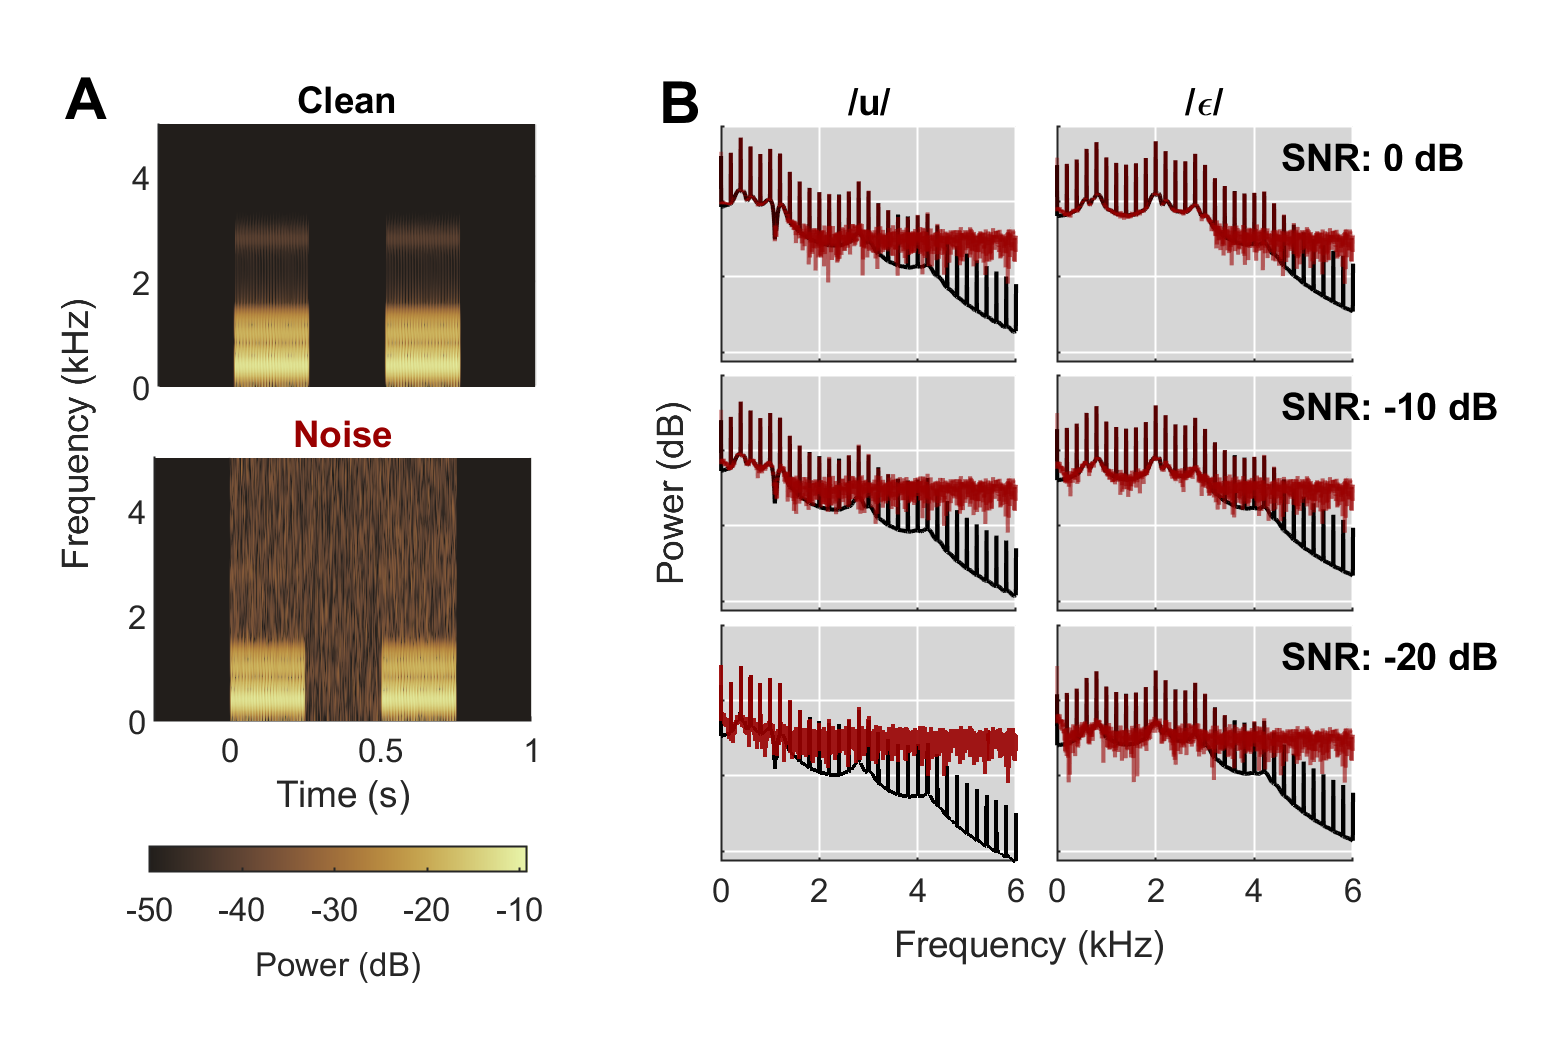 A
Clean
4
2
0
Noise
4
2
0
Frequency (kHz)
0 0.5 1
Time (s)
-50 -40 -30 -20 -10
Power (dB)
B
/u/ /ϵ/
SNR: 0 dB
SNR: -10 dB
SNR: -20 dB
Power (dB)
0 2 4 6 0 2 4 6
Frequency (kHz)